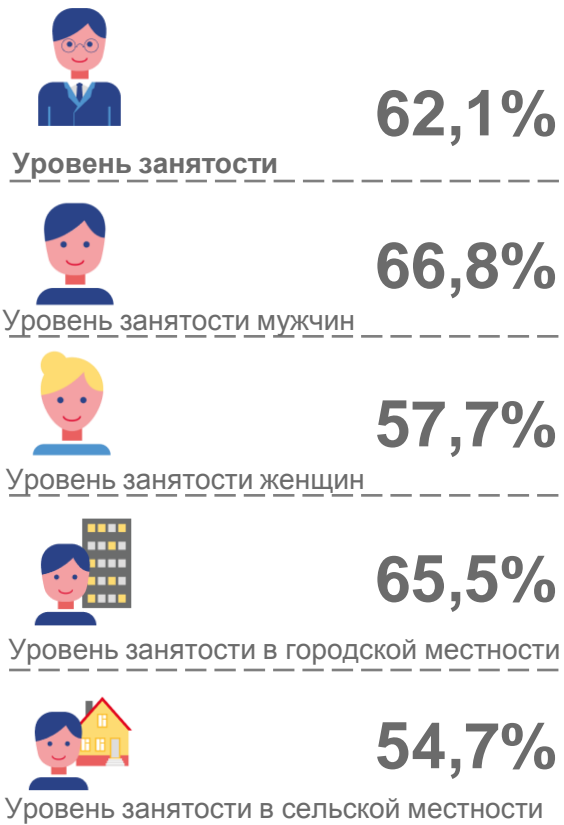 62,1%
Уровень занятости
66,8%
Уровень занятости мужчин
57,7%
Уровень занятости женщин
65,5%
Уровень занятости в городской местности
54,7%
Уровень занятости в сельской местности